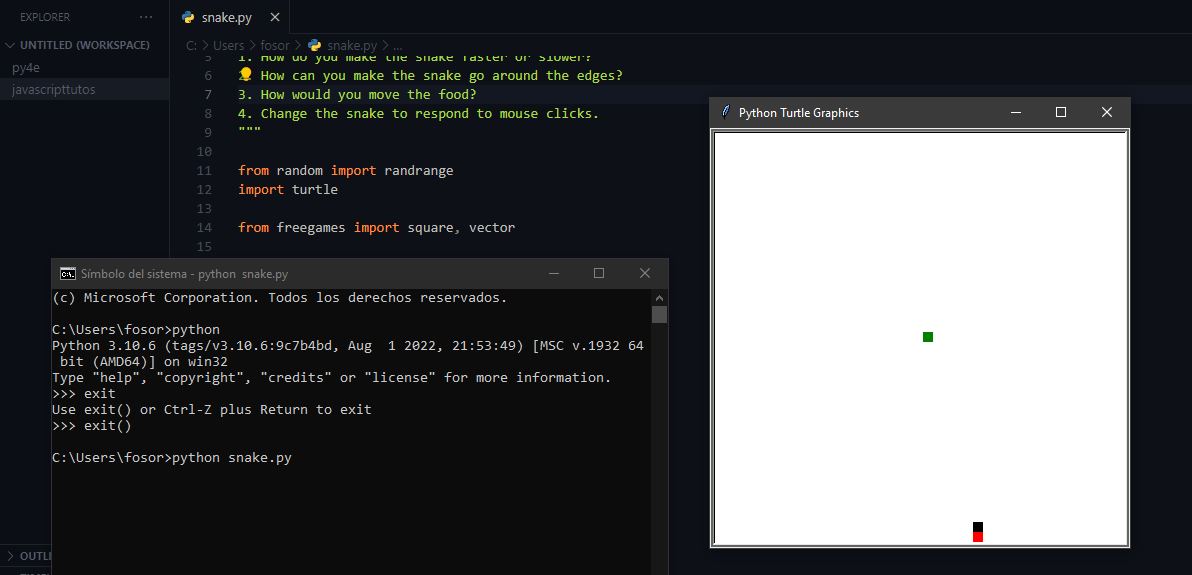 EXPLORER
UNTITLED (WORKSPACE)
py4e
javascripttutos
snake.py
C: > Users > fosor > snake.py > ...
5 1. How do you make the snake faster or slower?
6 2. How can you make the snake go around the edges?
7 3. How would you move the food?
8 4. Change the snake to respond to mouse clicks.
9 """
10
11 from random import randrange
12 import turtle
13
14 from freegames import square, vector
15
Símbolo del sistema - python  snake.py
(c) Microsoft Corporation. Todos los derechos reservados.
C:\Users\fosor>python
Python 3.10.6 (tags/v3.10.6:9c7b4bd, Aug  1 2022, 21:53:49) [MSC v.1932 64
 bit (AMD64)] on win32
Type "help", "copyright", "credits" or "license" for more information.
>>> exit
Use exit() or Ctrl-Z plus Return to exit
>>> exit()
C:\Users\fosor>python snake.py
Python Turtle Graphics
OUTLI